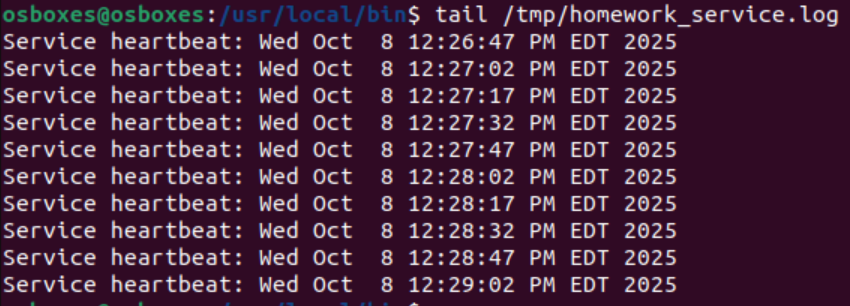 osboxes@osboxes:/usr/local/bin$ tail /tmp/homework_service.log
Service heartbeat: Wed Oct  8 12:26:47 PM EDT 2025
Service heartbeat: Wed Oct  8 12:27:02 PM EDT 2025
Service heartbeat: Wed Oct  8 12:27:17 PM EDT 2025
Service heartbeat: Wed Oct  8 12:27:32 PM EDT 2025
Service heartbeat: Wed Oct  8 12:27:47 PM EDT 2025
Service heartbeat: Wed Oct  8 12:28:02 PM EDT 2025
Service heartbeat: Wed Oct  8 12:28:17 PM EDT 2025
Service heartbeat: Wed Oct  8 12:28:32 PM EDT 2025
Service heartbeat: Wed Oct  8 12:28:47 PM EDT 2025
Service heartbeat: Wed Oct  8 12:29:02 PM EDT 2025